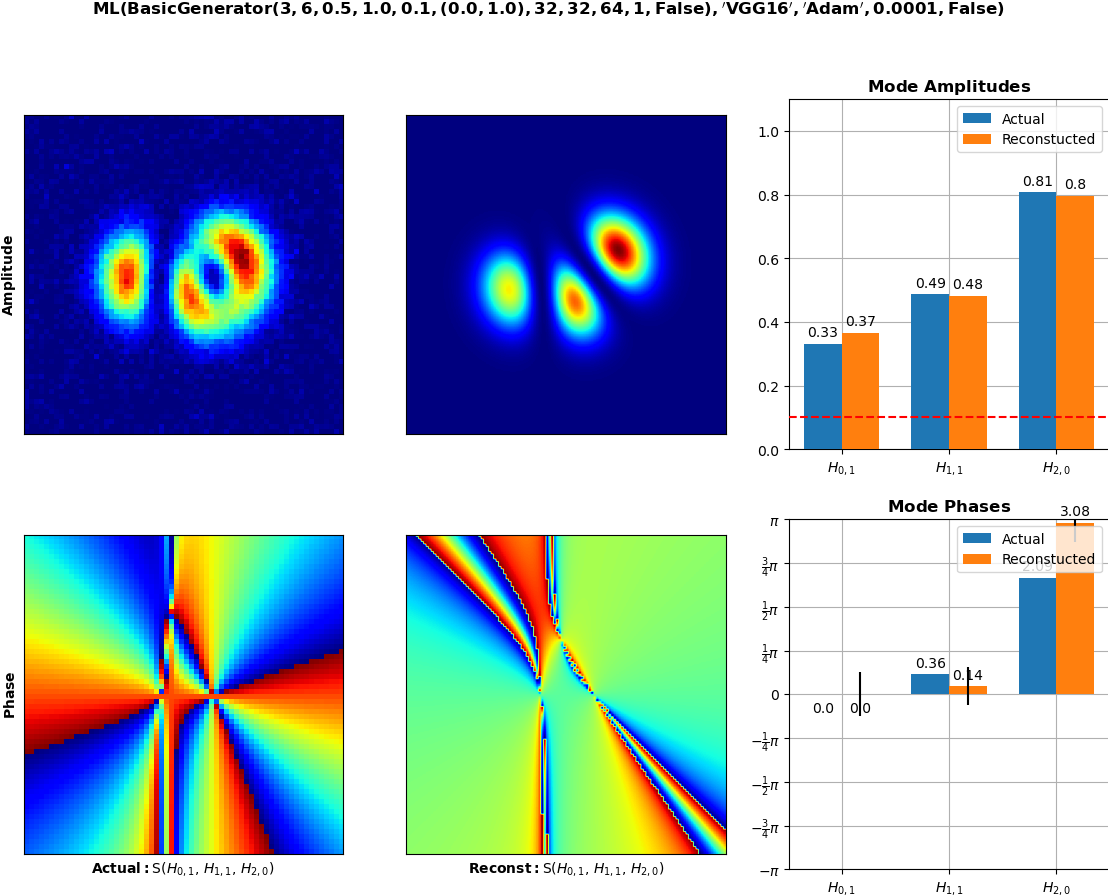 ML(BasicGenerator(3, 6, 0.5, 1.0, 0.1, (0.0, 1.0), 32, 32, 64, 1, False), ′VGG16′, ′Adam′, 0.0001, False)
Amplitude
Mode Amplitudes
Actual
Reconstucted
1.0
0.8
0.6
0.4
0.2
0.0
0.33
0.37
0.49
0.48
0.81
0.8
H0,1
H1,1
H2,0
Phase
Actual: S(H0,1, H1,1, H2,0)
Reconst: S(H0,1, H1,1, H2,0)
Mode Phases
Actual
Reconstucted
π
3/4π
1/2π
1/4π
0
−1/4π
−1/2π
−3/4π
−π
0.0
0.0
0.36
0.14
3.08
H0,1
H1,1
H2,0